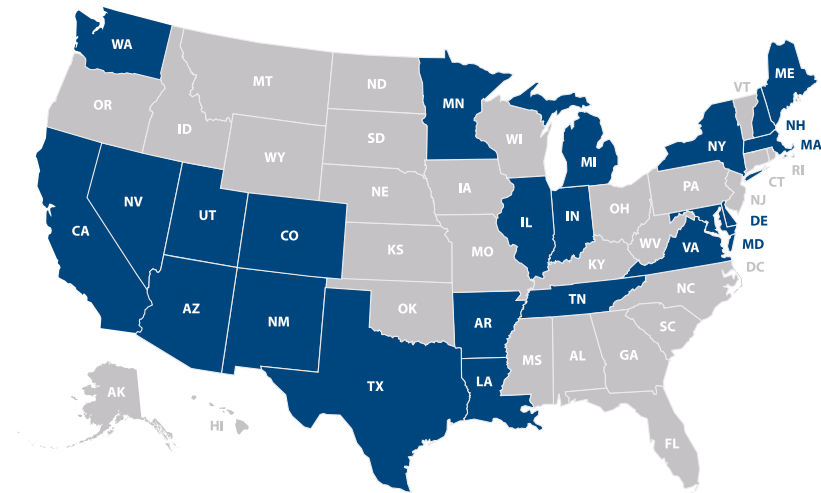 WA
OR
CA
NV
ID
MT
WY
UT
AZ
CO
NM
ND
SD
NE
KS
OK
TX
MN
IA
MO
AR
LA
WI
IL
MI
IN
OH
KY
TN
MS
AL
GA
FL
SC
NC
WV
VA
PA
NY
VT
ME
NH
MA
RI
CT
NJ
DE
MD
DC
AK
HI